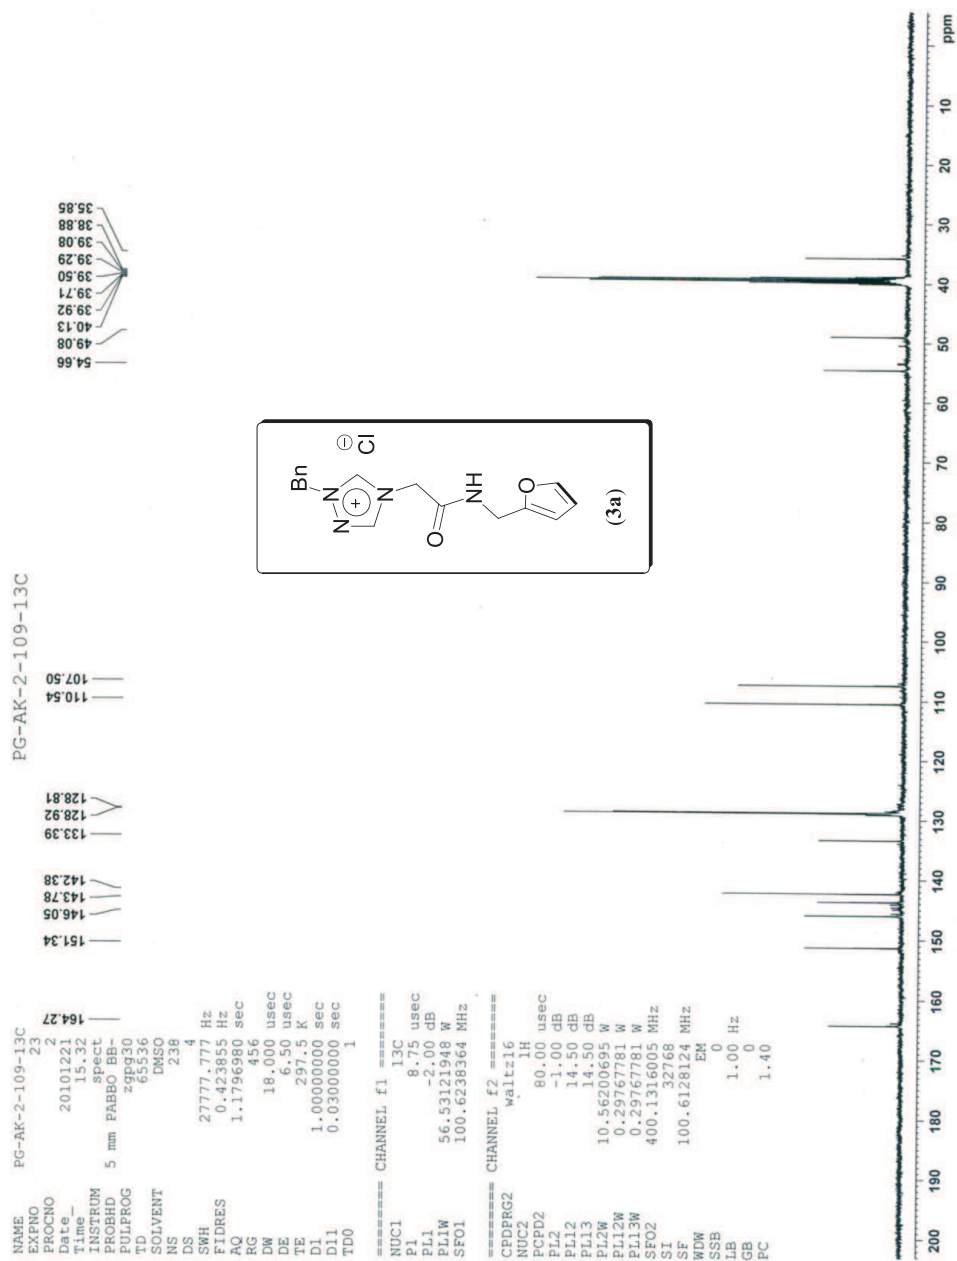 PG-AK-2-109-13C
NAME PG-AK-2-109-13C
EXPNO 23
PROCNO 2
Date_ 20101221
Time 15.32
INSTRUM spect
PROBHD 5 mm PABBO BB-
PULPROG zgpg30
TD 65536
SOLVENT DMSO
NS 238
DS 4
SWH 27777.777 Hz
FIDRES 0.423855 Hz
AQ 1.1796980 sec
RG 456
DW 18.000 usec
DE 6.50 usec
TE 297.5 K
D1 1.00000000 sec
D11 0.03000000 sec
TD0 1
======== CHANNEL f1 ========
NUC1 13C
P1 8.75 usec
PL1 -2.00 dB
PL1W 56.53121948 W
SFO1 100.6238364 MHz
======== CHANNEL f2 ========
CPDPRG2 waltz16
NUC2 1H
PCPD2 80.00 usec
PL2 -1.00 dB
PL12 14.50 dB
PL13 14.50 dB
PL2W 10.56200695 W
PL12W 0.29767781 W
PL13W 0.29767781 W
SFO2 400.1316005 MHz
SI 32768
SF 100.6128124 MHz
WDW EM
SSB 0
LB 1.00 Hz
GB 0
PC 1.40
164.27
151.34
146.05
143.78
142.38
133.39
128.92
128.81
110.54
107.50
54.66
49.08
40.13
39.92
39.71
39.50
39.29
39.08
38.88
35.85
Bn
N
N
+
N
⊖
Cl
O
NH
O
(3a)
200 190 180 170 160 150 140 130 120 110 100 90 80 70 60 50 40 30 20 10 ppm